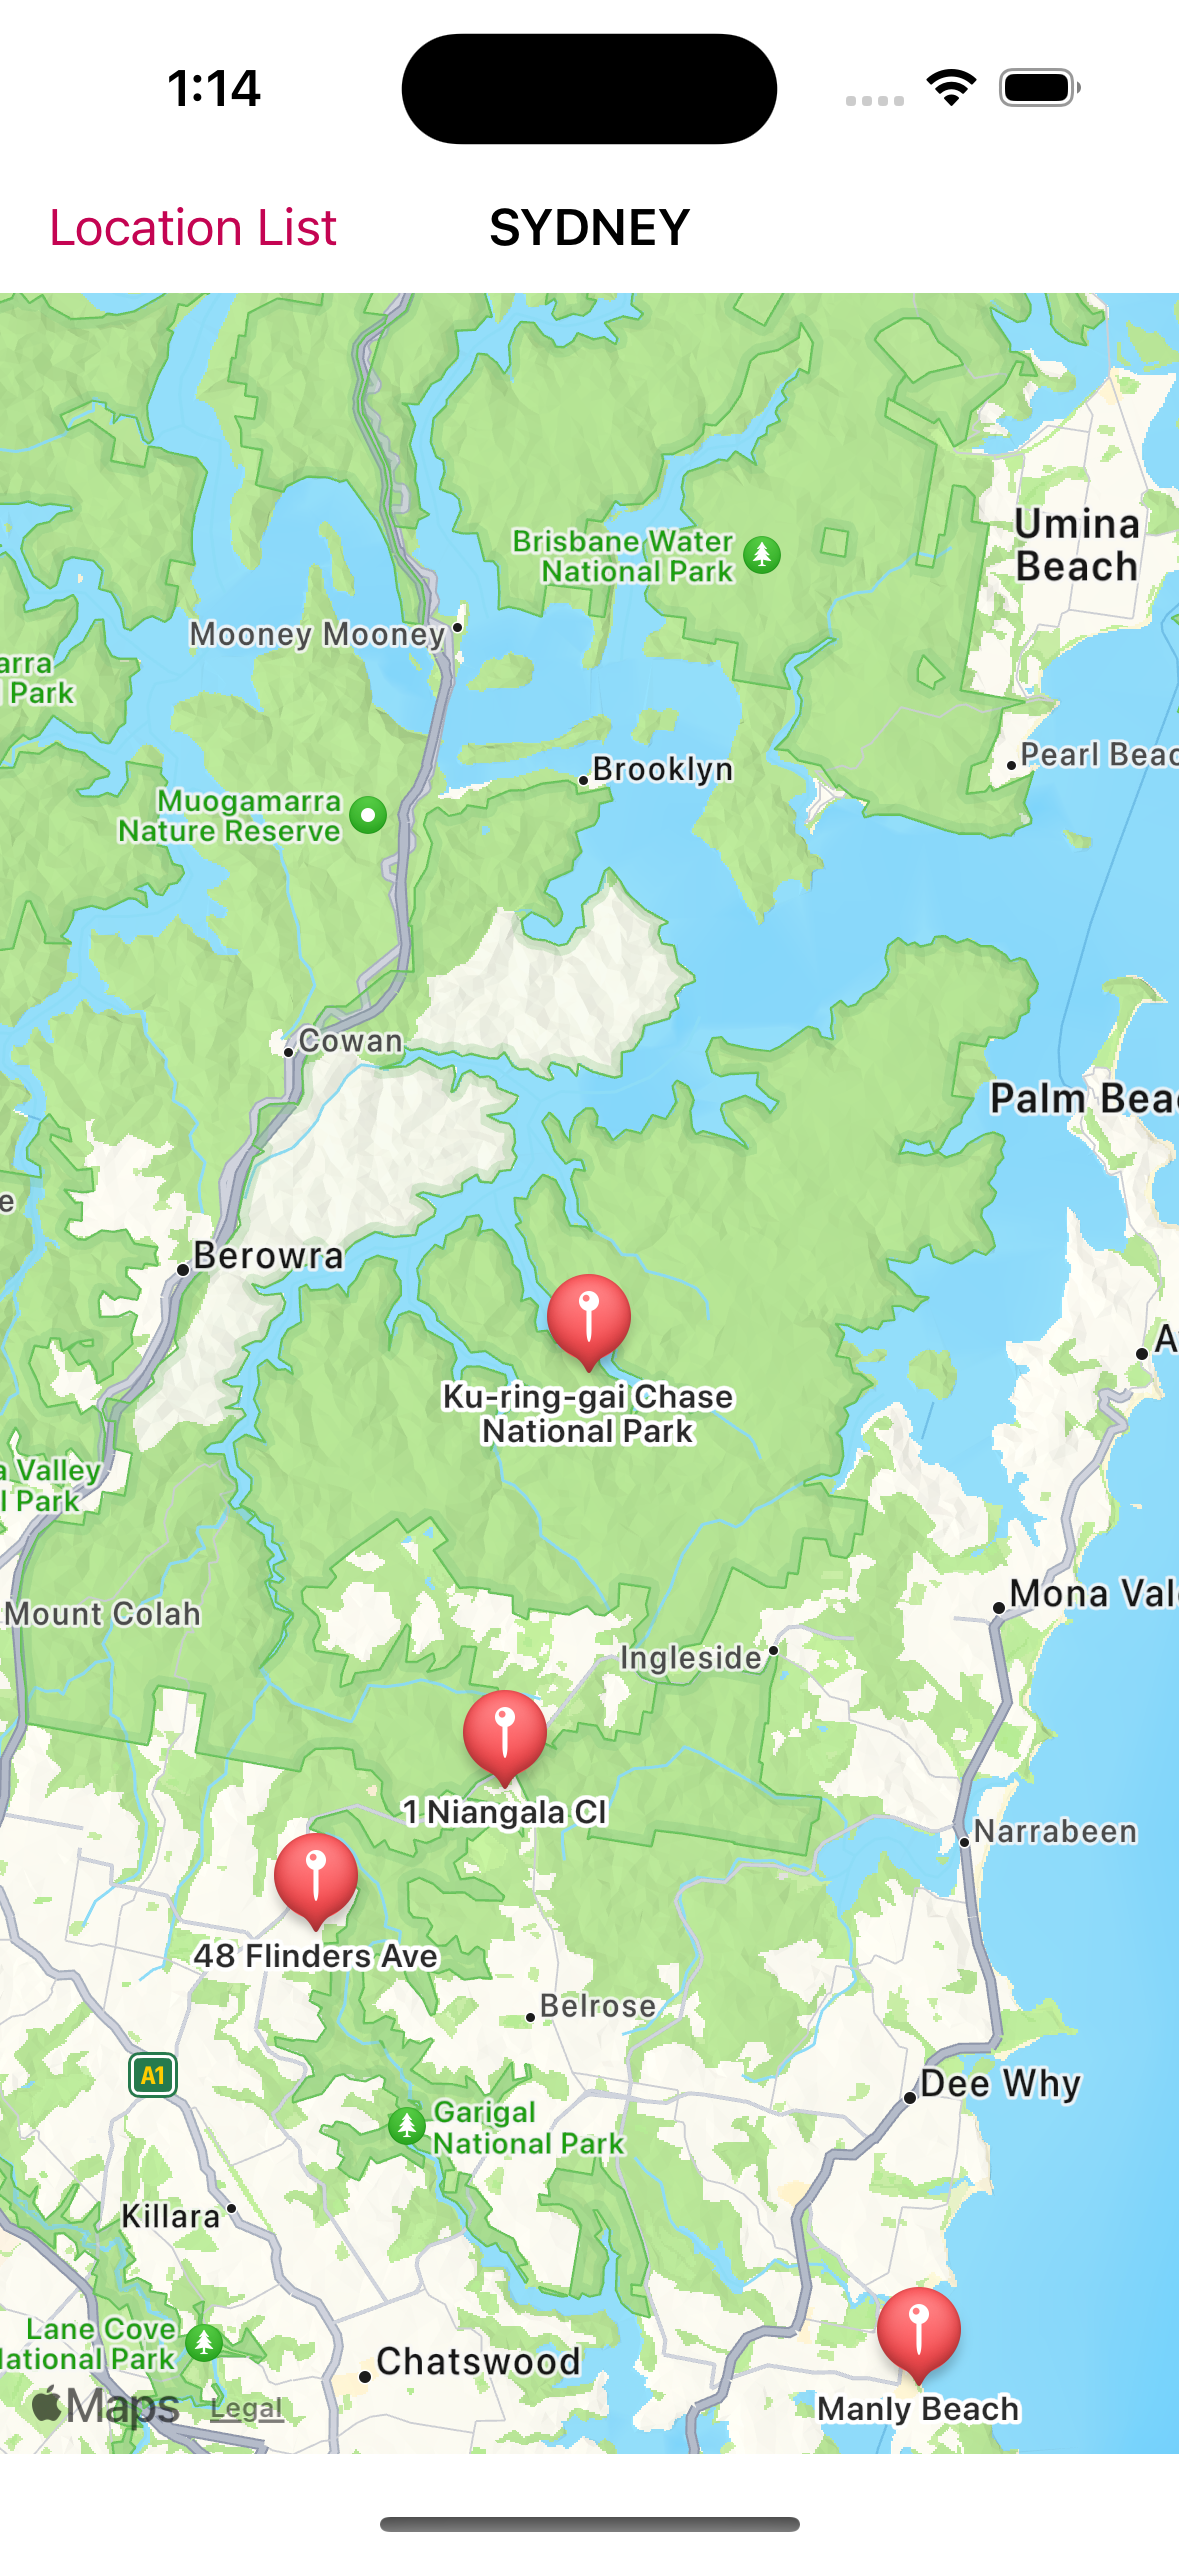 1:14
Location List
SYDNEY
Umina
Beach
Brisbane Water
National Park
Mooney Mooney
arra
Park
Pearl Beac
Brooklyn
Muogamarra
Nature Reserve
Cowan
Palm Bea
e
Berowra
A
Ku-ring-gai Chase
National Park
a Valley
l Park
Mona Val
Mount Colah
Ingleside
1 Niangala Cl
Narrabeen
48 Flinders Ave
Belrose
A1
Dee Why
Garigal
National Park
Killara
Lane Cove
National Park
Chatswood
Maps
Legal
Manly Beach